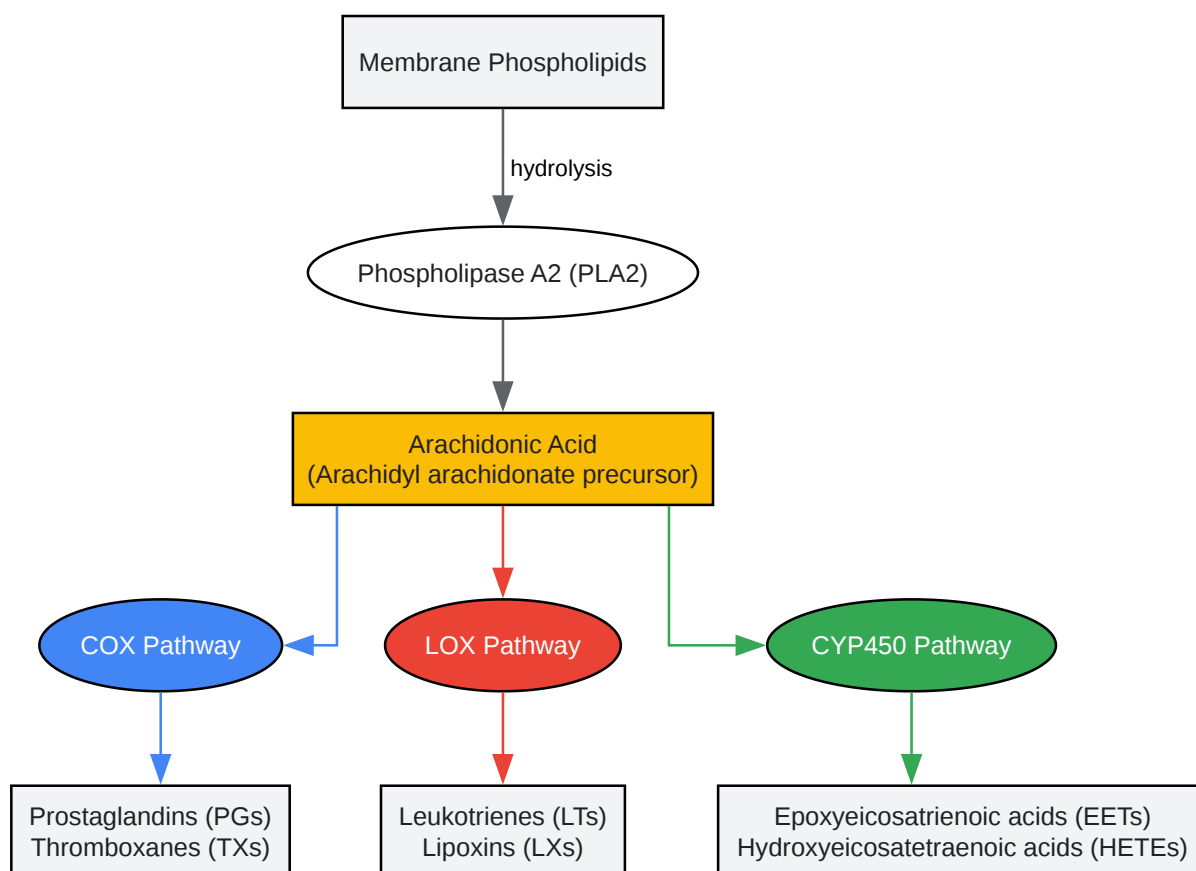 Membrane Phospholipids
hydrolysis
Phospholipase A2 (PLA2)
Arachidonic Acid
(Arachidyl arachidonate precursor)
COX Pathway
LOX Pathway
CYP450 Pathway
Prostaglandins (PGs)
Thromboxanes (TXs)
Leukotrienes (LTs)
Lipoxins (LXs)
Epoxyeicosatrienoic acids (EETs)
Hydroxyeicosatetraenoic acids (HETEs)